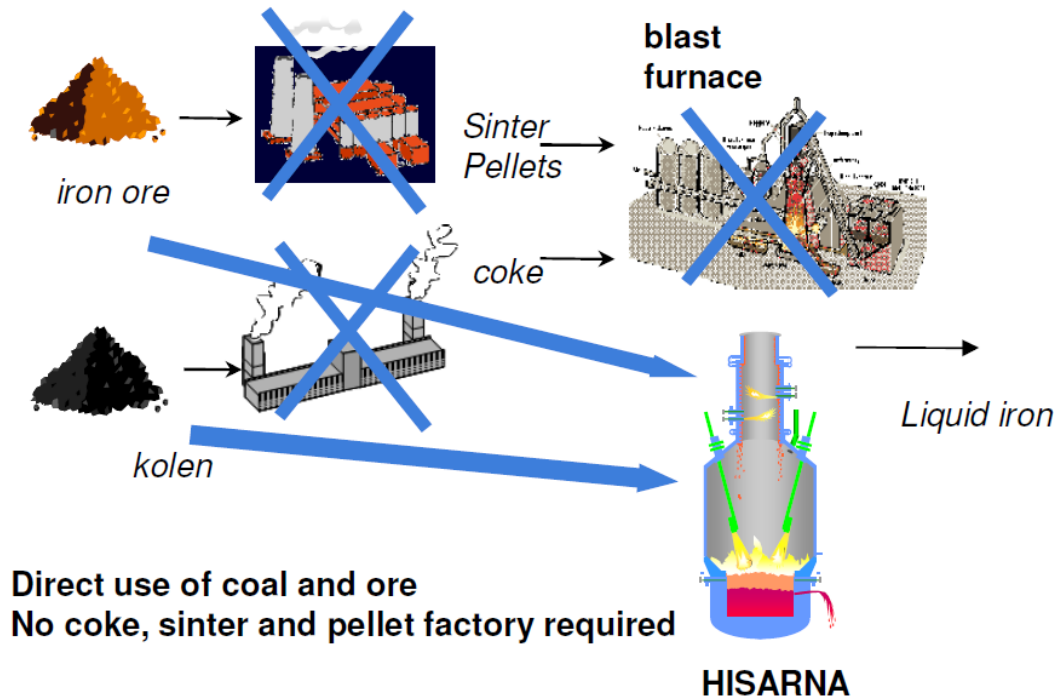 blast
furnace
Sinter
Pellets
iron ore
coke
kolen
Liquid iron
Direct use of coal and ore
No coke, sinter and pellet factory required
HISARNA